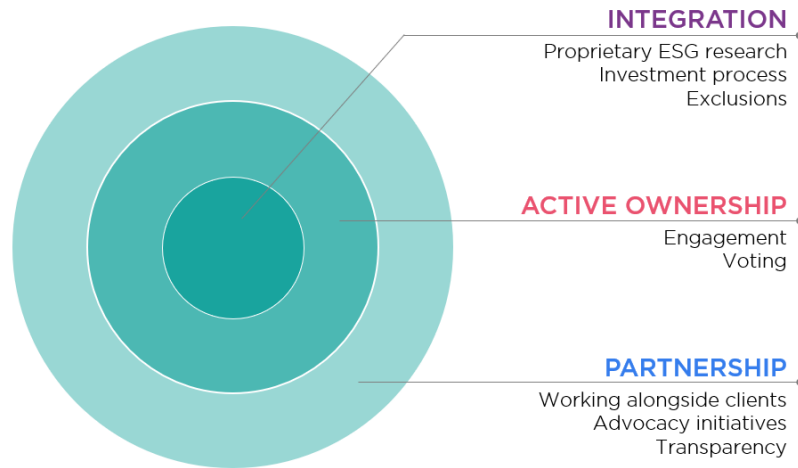 INTEGRATION
Proprietary ESG research
Investment process
Exclusions
ACTIVE OWNERSHIP
Engagement
Voting
PARTNERSHIP
Working alongside clients
Advocacy initiatives
Transparency